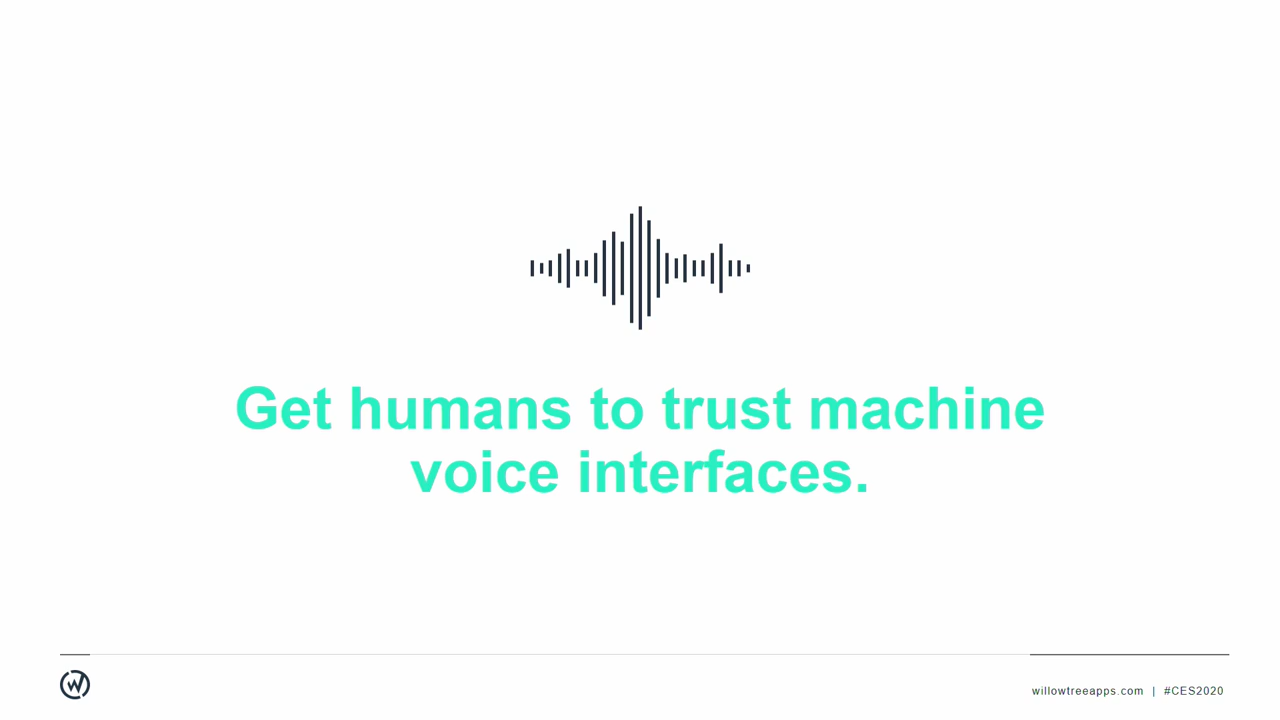 Get humans to trust machine
voice interfaces.
W
willowtreeapps.com | #CES2020